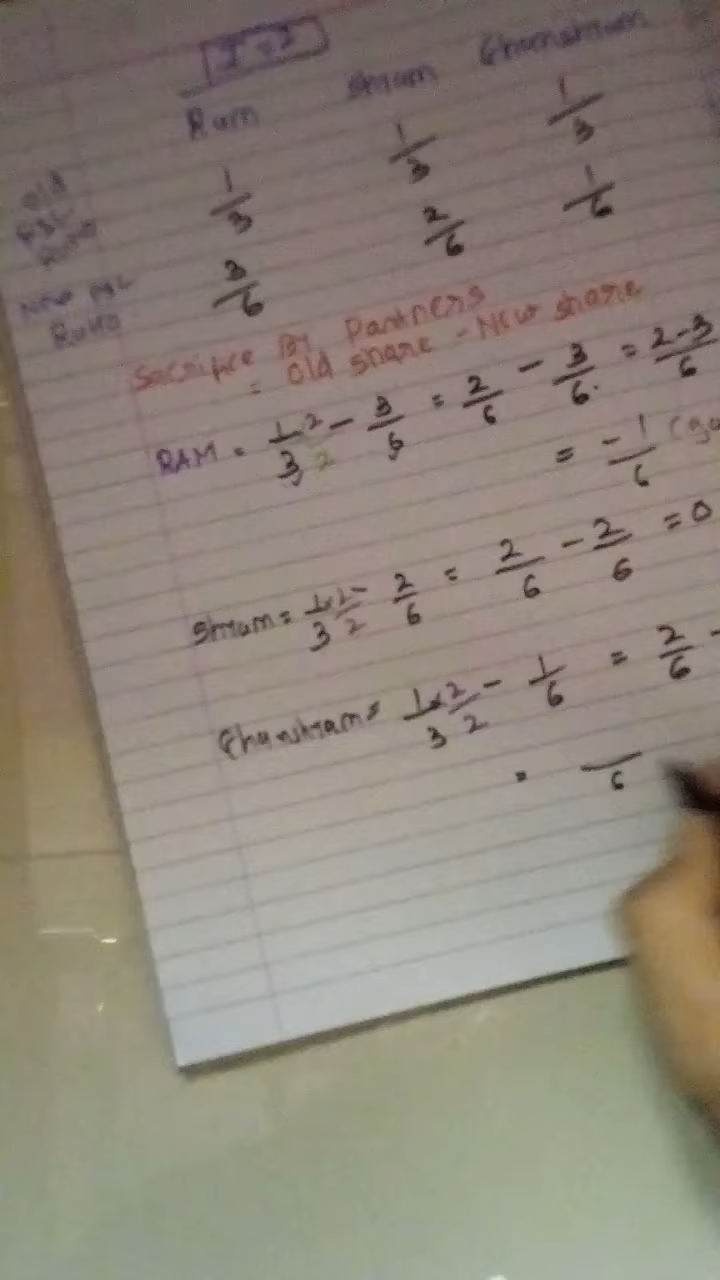 Ram Shyam Ghanshyam
Old P&L Ratio 1/3 1/3 1/3
New P&L Ratio 3/6 2/6 1/6
Sacrifice By Partners
= Old share - New share
RAM = 1/3 2/2 - 3/6 = 2/6 - 3/6 = 2-3/6
= -1/6 (ga
Shyam = 1/3 × 2/2 - 2/6 = 2/6 - 2/6 = 0
Ghanshyam = 1/3 × 2/2 - 1/6 = 2/6 -
= /6